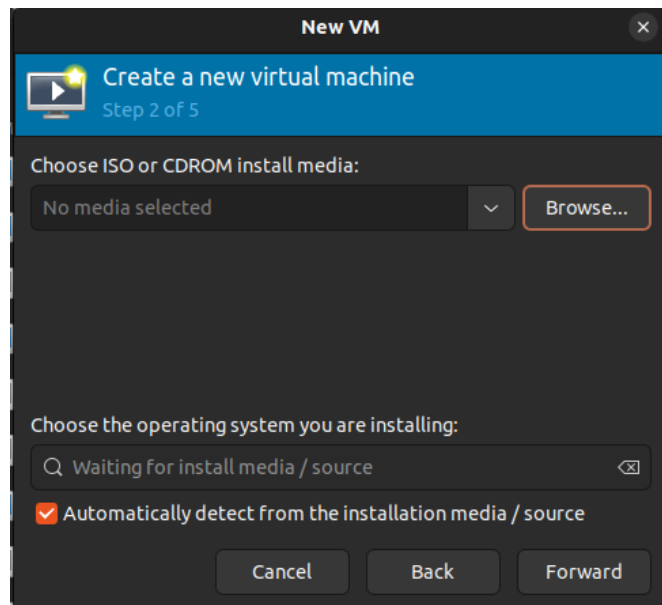 New VM
Create a new virtual machine
Step 2 of 5
Choose ISO or CDROM install media:
No media selected
Browse...
Choose the operating system you are installing:
Waiting for install media / source
Automatically detect from the installation media / source
Cancel Back Forward